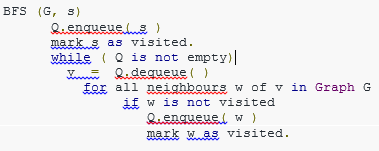 BFS (G, s)
Q.enqueue( s )
mark s as visited.
while ( Q is not empty)
v = Q.dequeue( )
for all neighbours w of v in Graph G
if w is not visited
Q.enqueue( w )
mark w as visited.